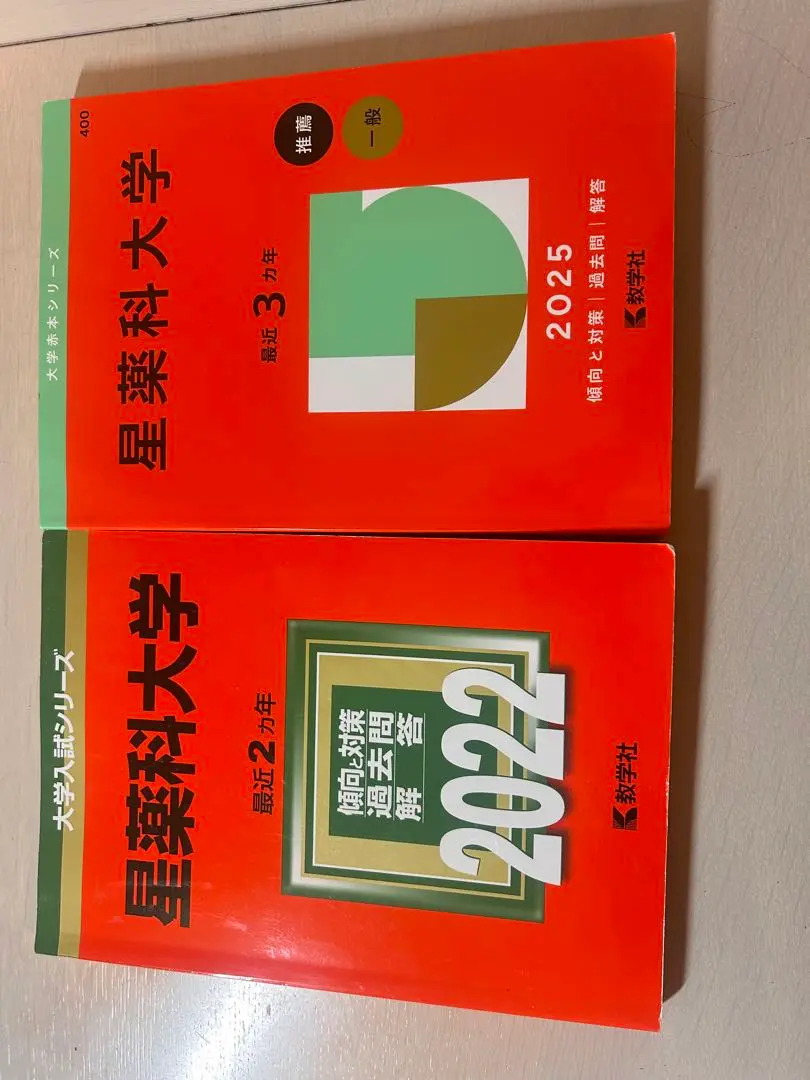 大学赤本シリーズ
400
星薬科大学
推薦
一般
最近3カ年
2025
傾向と対策|過去問|解答
教学社
大学入試シリーズ
星薬科大学
最近2カ年
傾向と対策
過去問
解答
2022
教学社